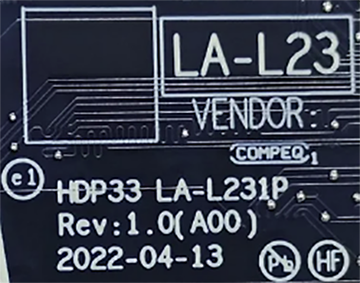 LA-L23
VENDOR:
COMPEQ 1
e1
HDP33 LA-L231P
Rev:1.0(A00)
2022-04-13
Pb HF